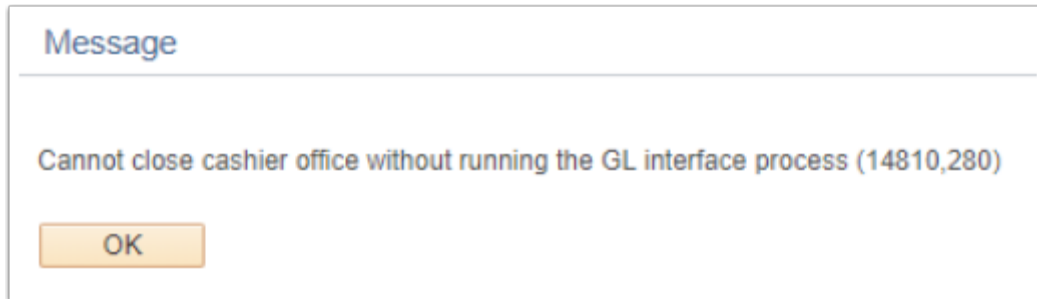 Message
Cannot close cashier office without running the GL interface process (14810,280)
OK